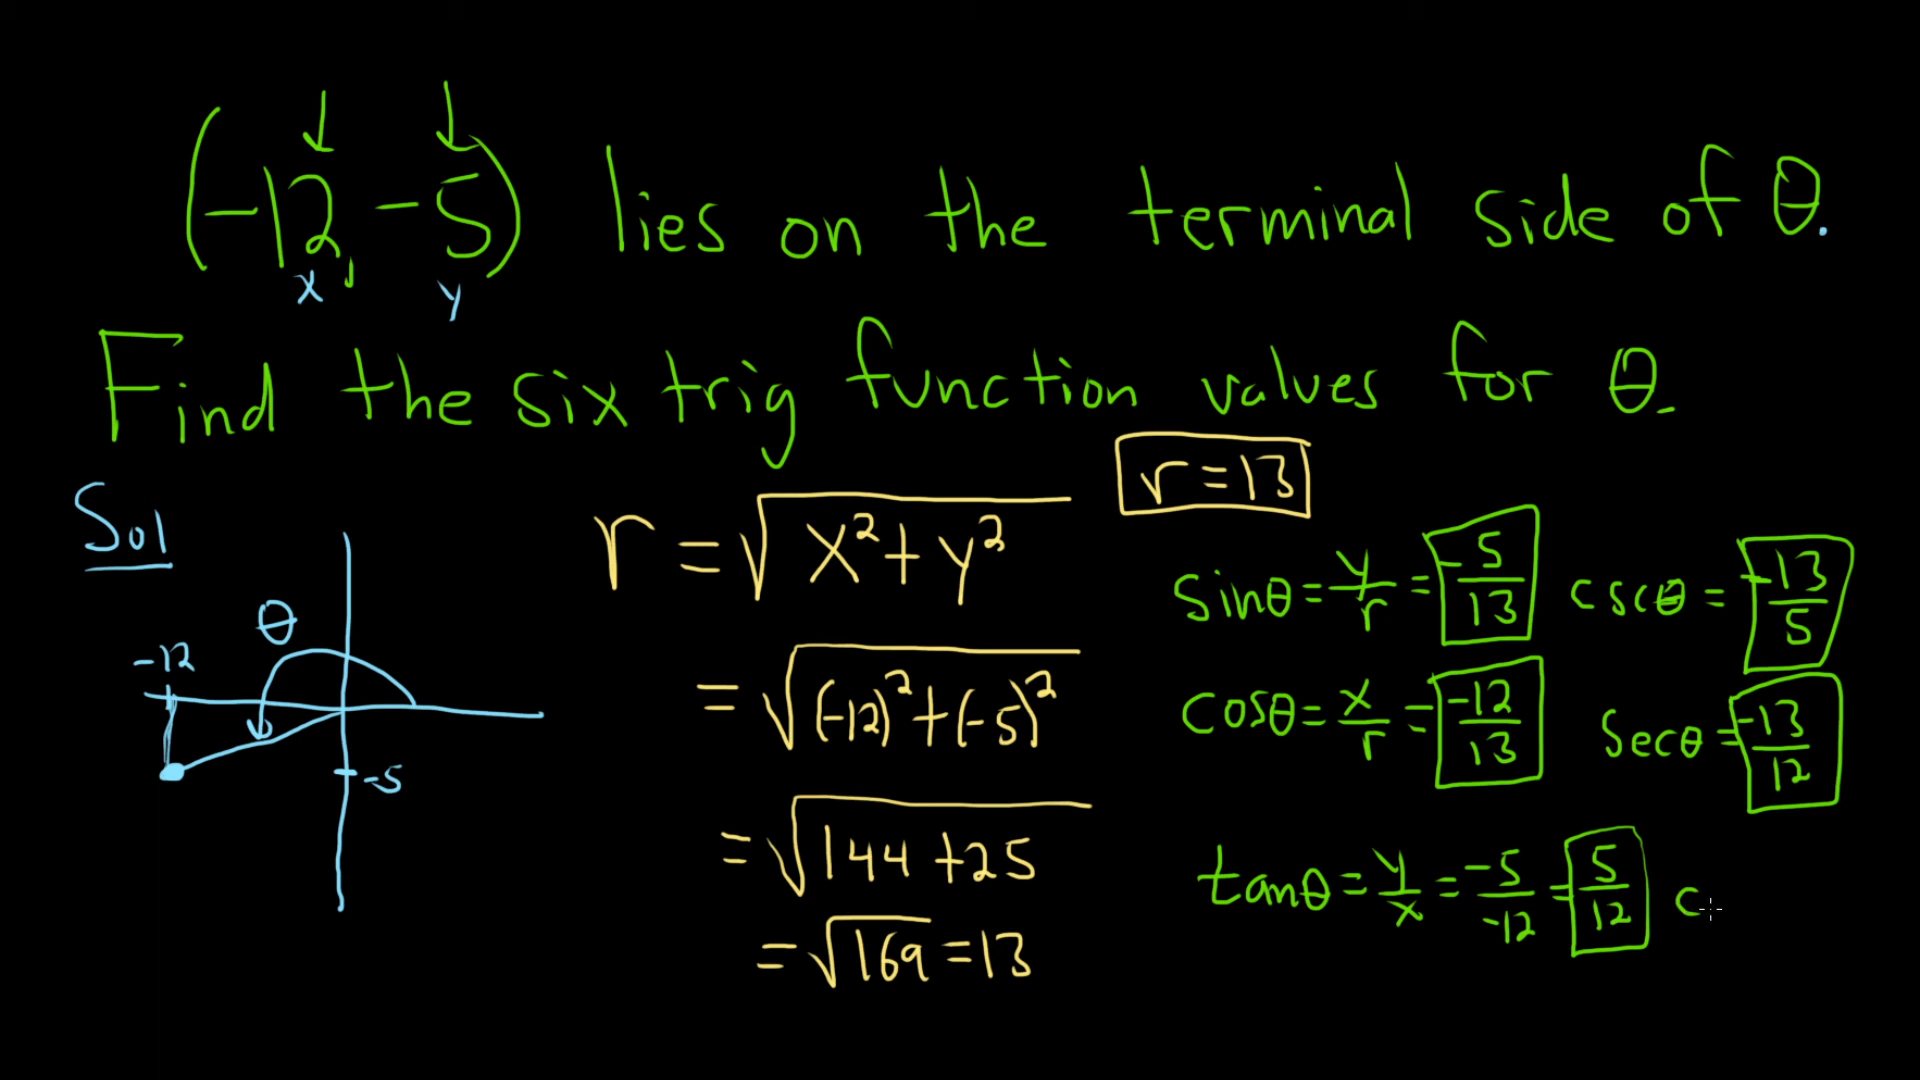 (-12, -5) lies on the terminal side of θ.
x y
Find the six trig function values for θ.
Sol
θ
-12
-5
r = √(x² + y²)
= √((-12)² + (-5)²)
= √(144 + 25)
= √169 = 13
r = 13
sinθ = y/r = -5/13 cscθ = -13/5
cosθ = x/r = -12/13 secθ = -13/12
tanθ = y/x = -5/-12 = 5/12 c